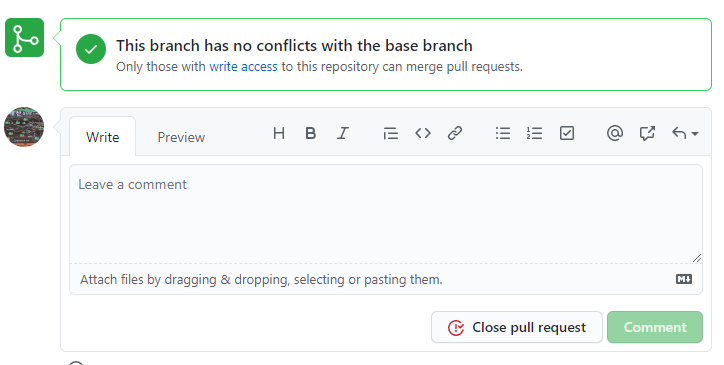 This branch has no conflicts with the base branch
Only those with write access to this repository can merge pull requests.
Write Preview H B I @
Leave a comment
Attach files by dragging & dropping, selecting or pasting them.
Close pull request Comment